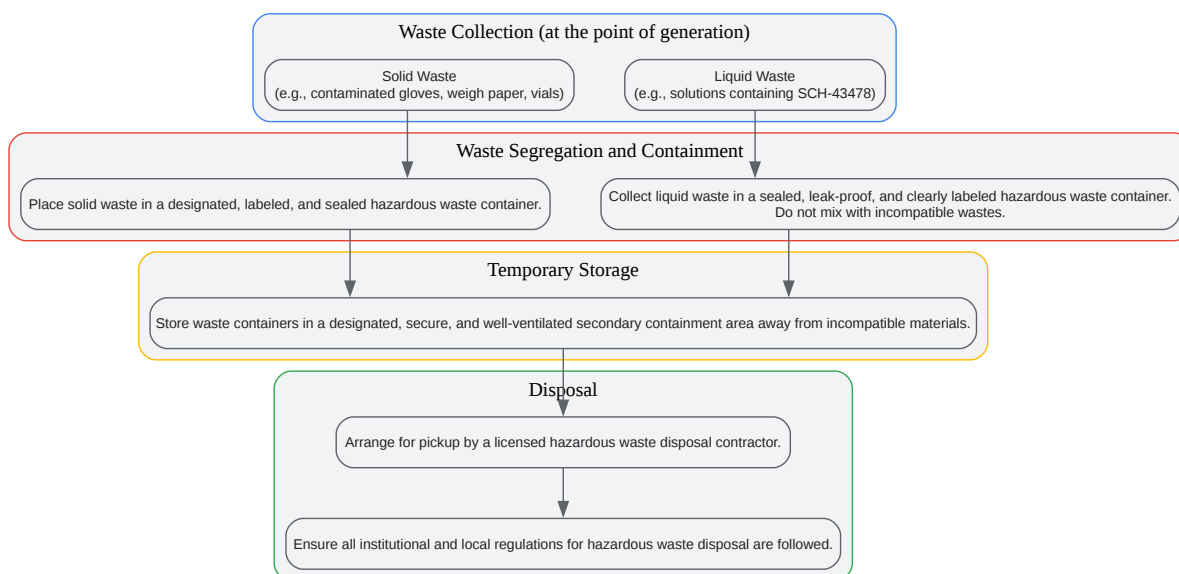 Waste Collection (at the point of generation)
Solid Waste
(e.g., contaminated gloves, weigh paper, vials)
Liquid Waste
(e.g., solutions containing SCH-43478)
Waste Segregation and Containment
Place solid waste in a designated, labeled, and sealed hazardous waste container.
Collect liquid waste in a sealed, leak-proof, and clearly labeled hazardous waste container.
Do not mix with incompatible wastes.
Temporary Storage
Store waste containers in a designated, secure, and well-ventilated secondary containment area away from incompatible materials.
Disposal
Arrange for pickup by a licensed hazardous waste disposal contractor.
Ensure all institutional and local regulations for hazardous waste disposal are followed.